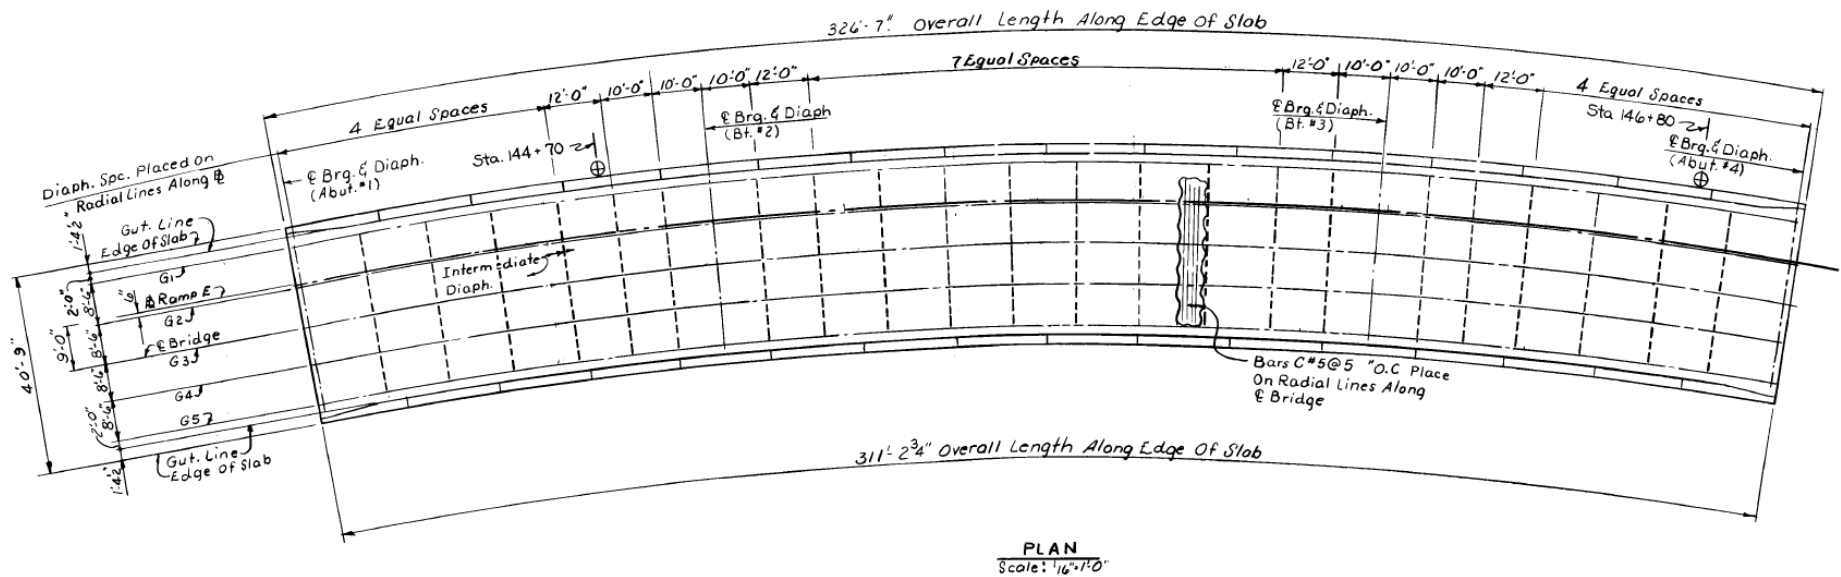 326'-7" Overall Length Along Edge Of Slab
4 Equal Spaces
12'-0"
10'-0"
10'-0"
10'-0"
12'-0"
7 Equal Spaces
12'-0"
10'-0"
10'-0"
10'-0"
12'-0"
4 Equal Spaces
℄ Brg. & Diaph.
(Abut. #1)
Sta. 144+70
℄ Brg. & Diaph
(Bt. #2)
℄ Brg. & Diaph.
(Bt. #3)
Sta 146+80
℄ Brg. & Diaph.
(Abut. #4)
Diaph. Spc. Placed On
Radial Lines Along ⅊
Gut. Line
Edge Of Slab
1'-4½"
2'-0"
8'-6"
6"
9'-0"
8'-6"
8'-6"
8'-6"
2'-0"
1'-4½"
40'-9"
G1
⅊ Ramp E
G2
℄ Bridge
G3
G4
G5
Gut. Line
Edge Of Slab
Intermediate
Diaph.
Bars C #5@5 "O.C Place
On Radial Lines Along
℄ Bridge
311'-2¾" Overall Length Along Edge Of Slab
PLAN
Scale: 1/16"=1'-0"